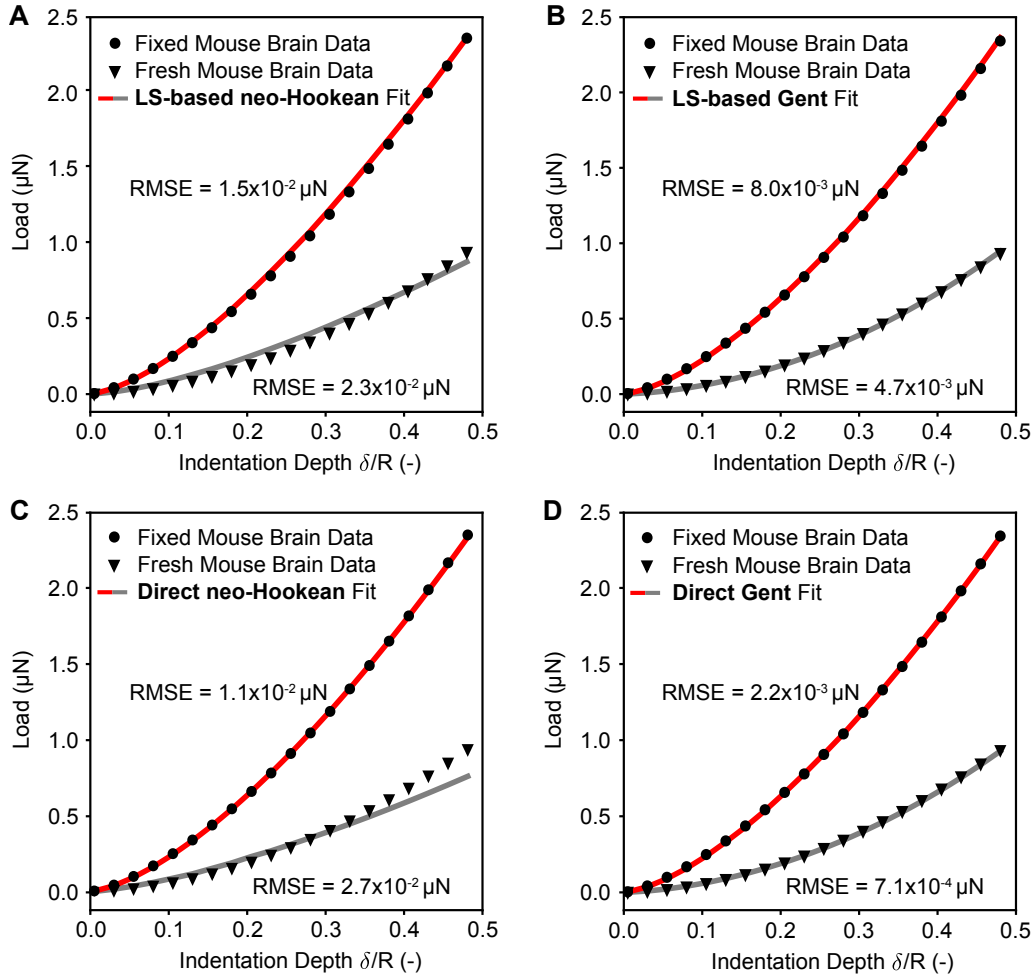 A
2.5
2.0
1.5
1.0
0.5
0.0
Load (µN)
Fixed Mouse Brain Data
Fresh Mouse Brain Data
LS-based neo-Hookean Fit
RMSE = 1.5x10⁻² µN
RMSE = 2.3x10⁻² µN
0.0 0.1 0.2 0.3 0.4 0.5
Indentation Depth δ/R (-)
B
2.5
2.0
1.5
1.0
0.5
0.0
Load (µN)
Fixed Mouse Brain Data
Fresh Mouse Brain Data
LS-based Gent Fit
RMSE = 8.0x10⁻³ µN
RMSE = 4.7x10⁻³ µN
0.0 0.1 0.2 0.3 0.4 0.5
Indentation Depth δ/R (-)
C
2.5
2.0
1.5
1.0
0.5
0.0
Load (µN)
Fixed Mouse Brain Data
Fresh Mouse Brain Data
Direct neo-Hookean Fit
RMSE = 1.1x10⁻² µN
RMSE = 2.7x10⁻² µN
0.0 0.1 0.2 0.3 0.4 0.5
Indentation Depth δ/R (-)
D
2.5
2.0
1.5
1.0
0.5
0.0
Load (µN)
Fixed Mouse Brain Data
Fresh Mouse Brain Data
Direct Gent Fit
RMSE = 2.2x10⁻³ µN
RMSE = 7.1x10⁻⁴ µN
0.0 0.1 0.2 0.3 0.4 0.5
Indentation Depth δ/R (-)